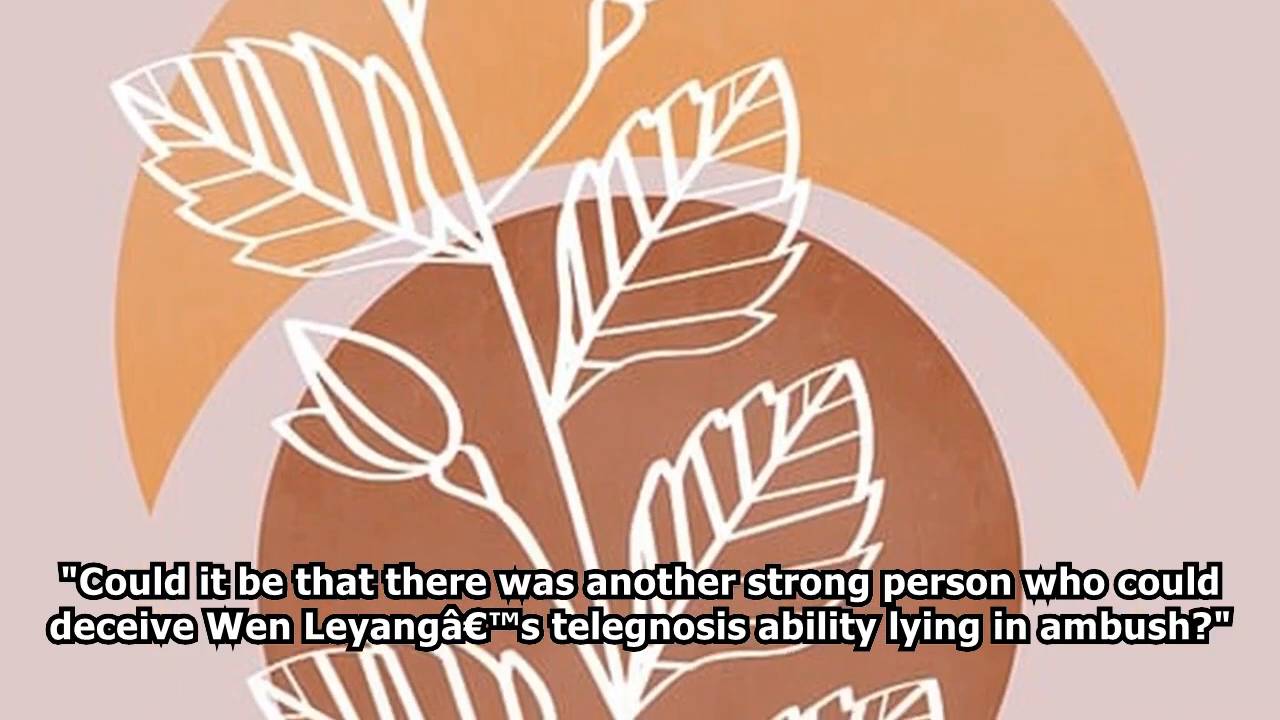 "Could it be that there was another strong person who could
deceive Wen Leyangâ€™s telegnosis ability lying in ambush?"